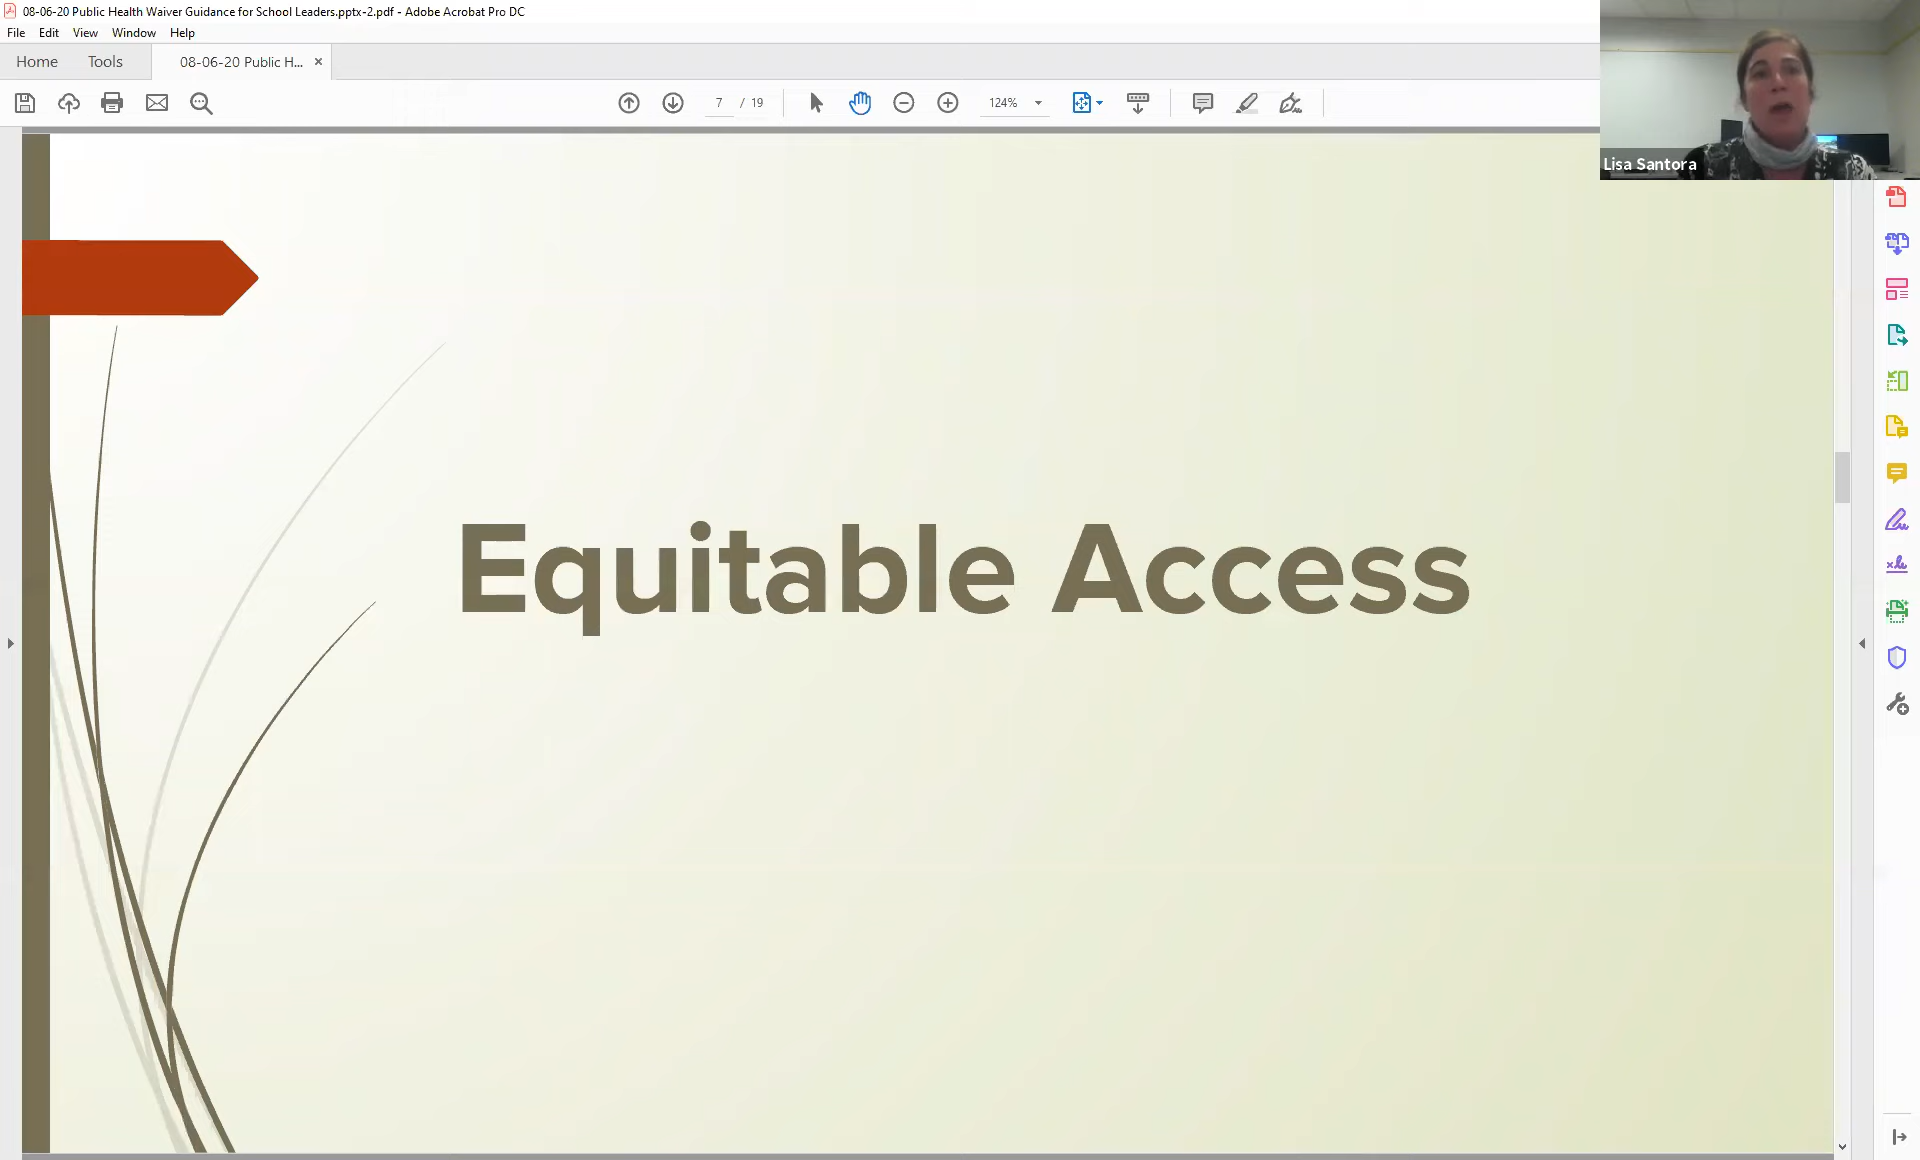 08-06-20 Public Health Waiver Guidance for School Leaders.pptx-2.pdf - Adobe Acrobat Pro DC
File Edit View Window Help
Home Tools 08-06-20 Public H... ×
7 / 19 124%
Lisa Santora
Equitable Access